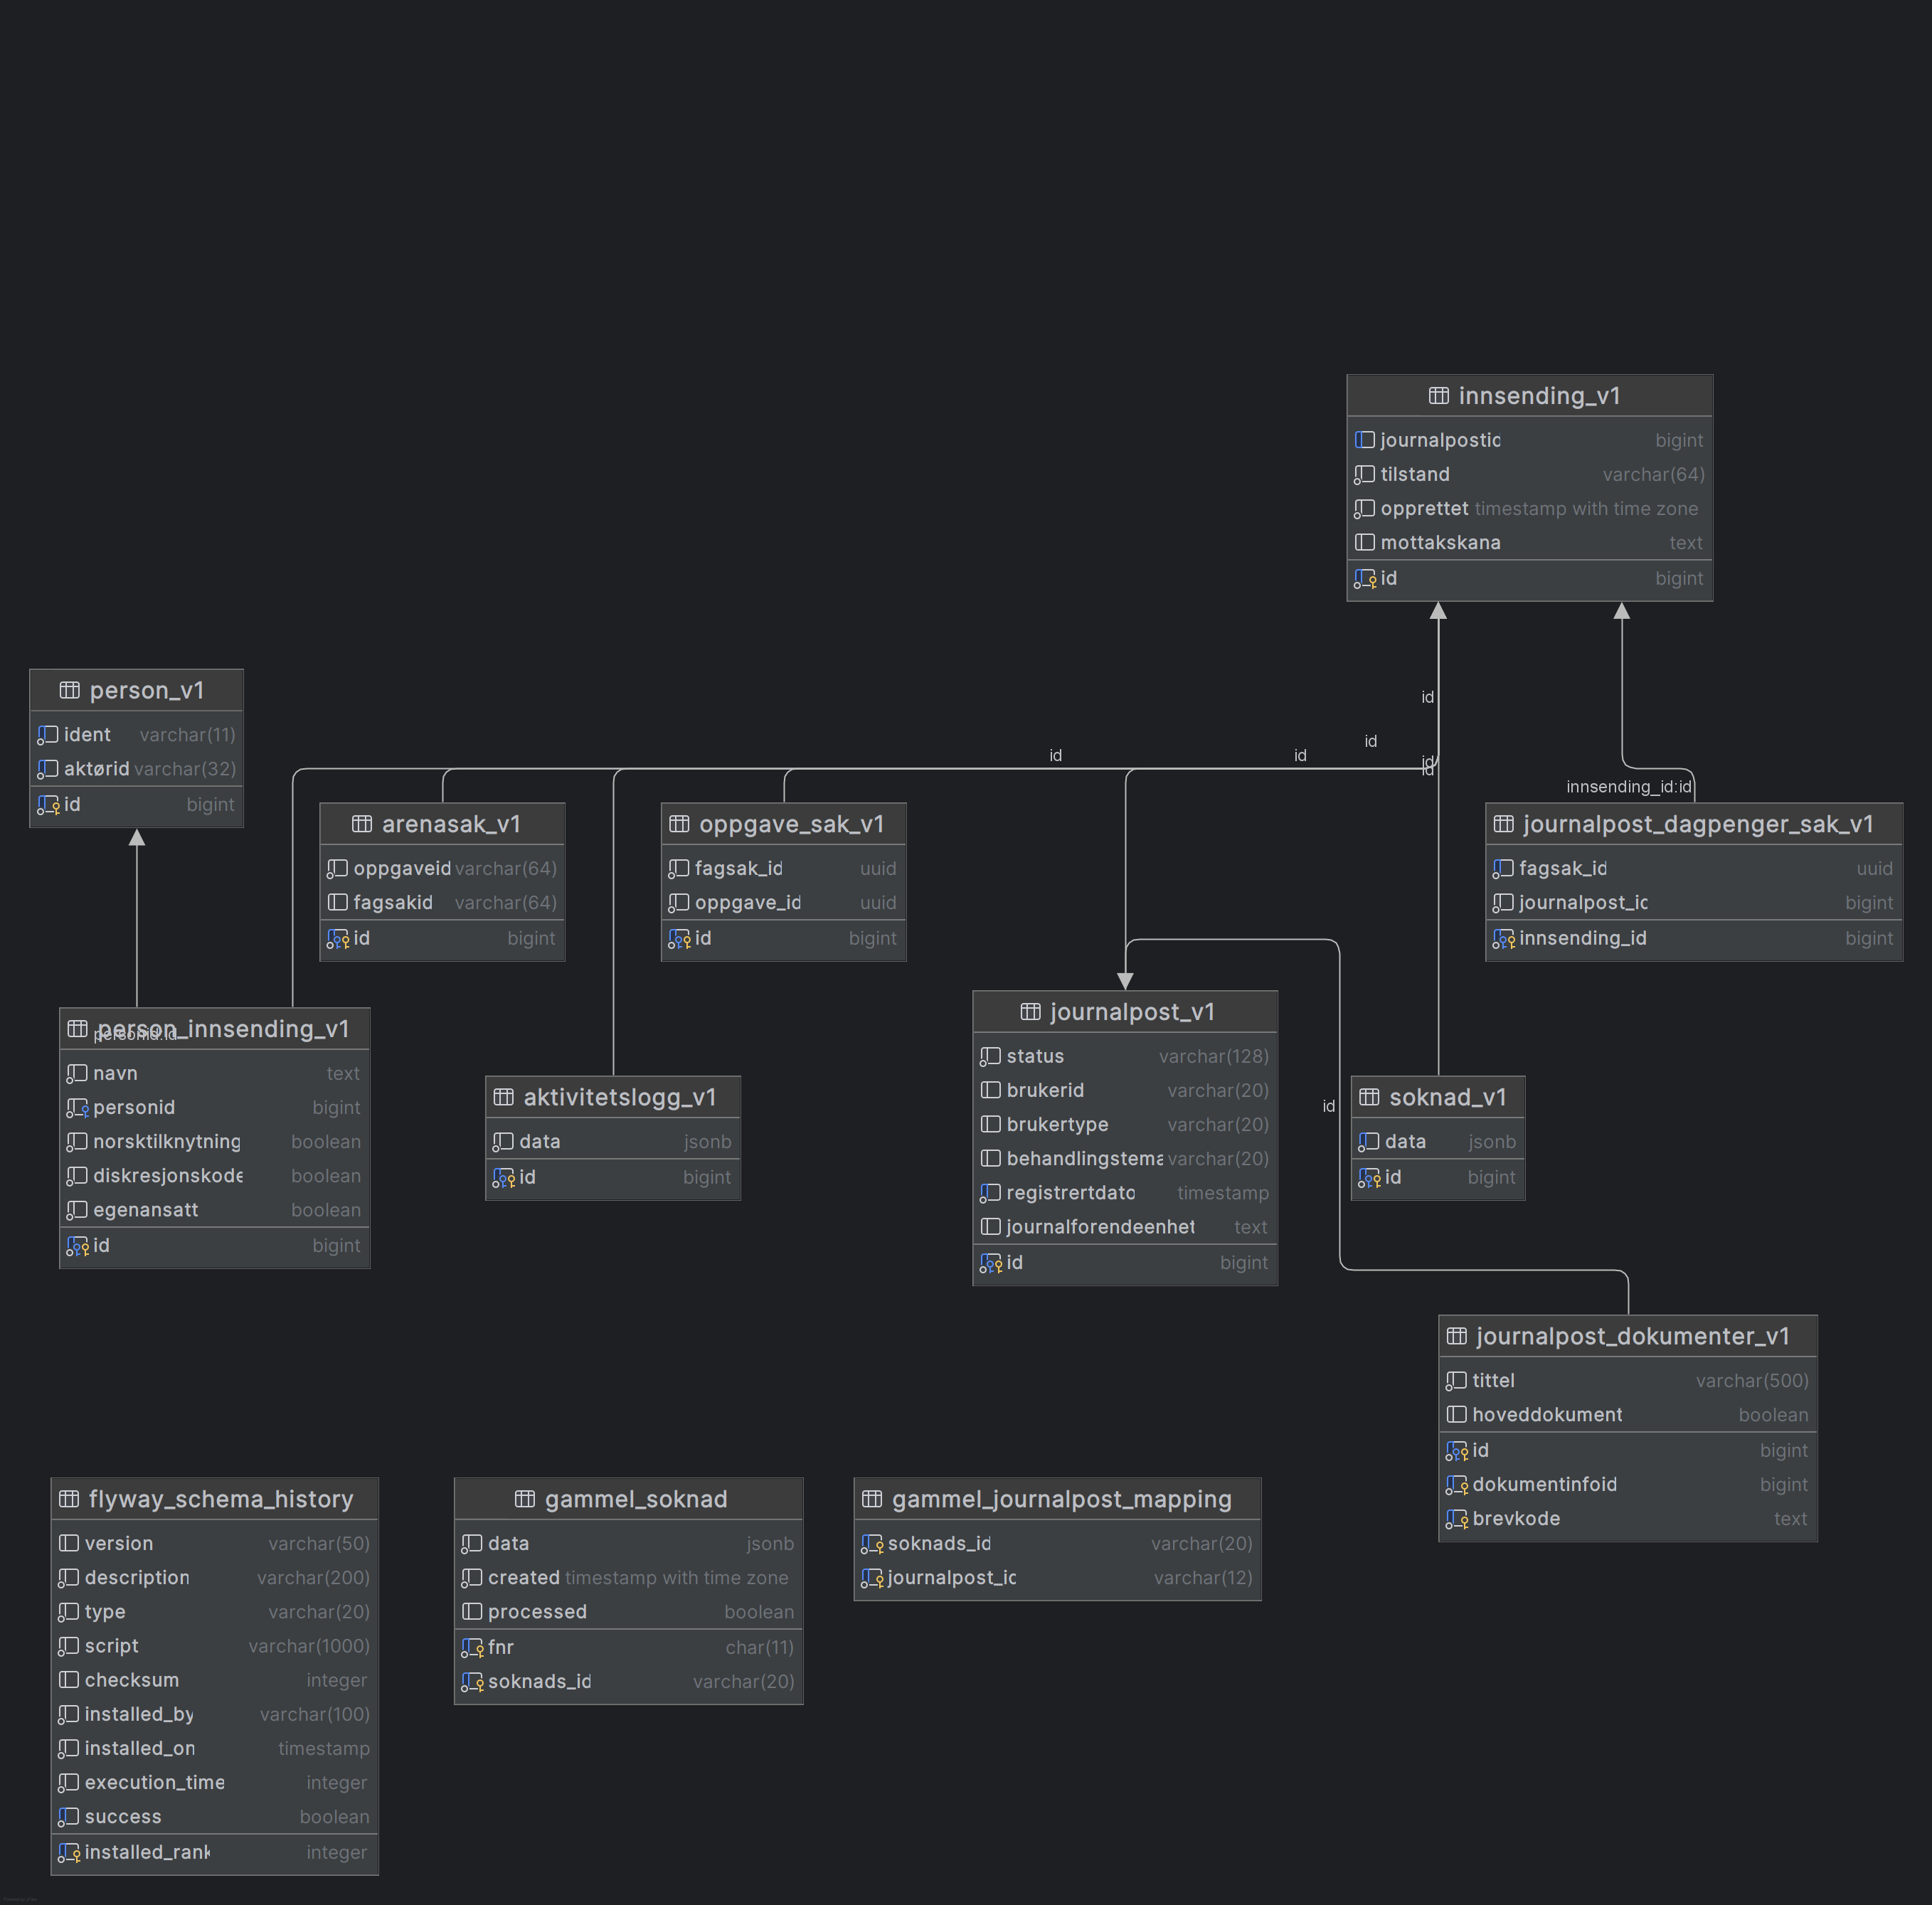 innsending_v1
journalpostid bigint
tilstand varchar(64)
opprettet timestamp with time zone
mottakskana text
id bigint
person_v1
ident varchar(11)
aktørid varchar(32)
id bigint
id
id
id
id
id
id
innsending_id:id
arenasak_v1
oppgaveid varchar(64)
fagsakid varchar(64)
id bigint
oppgave_sak_v1
fagsak_id uuid
oppgave_id uuid
id bigint
journalpost_dagpenger_sak_v1
fagsak_id uuid
journalpost_id bigint
innsending_id bigint
person_innsending_v1
personid:id
navn text
personid bigint
norsktilknytning boolean
diskresjonskode boolean
egenansatt boolean
id bigint
aktivitetslogg_v1
data jsonb
id bigint
journalpost_v1
status varchar(128)
brukerid varchar(20)
brukertype varchar(20)
behandlingstema varchar(20)
registrertdato timestamp
journalforendeenhet text
id bigint
id
soknad_v1
data jsonb
id bigint
journalpost_dokumenter_v1
tittel varchar(500)
hoveddokument boolean
id bigint
dokumentinfoid bigint
brevkode text
flyway_schema_history
version varchar(50)
description varchar(200)
type varchar(20)
script varchar(1000)
checksum integer
installed_by varchar(100)
installed_on timestamp
execution_time integer
success boolean
installed_rank integer
gammel_soknad
data jsonb
created timestamp with time zone
processed boolean
fnr char(11)
soknads_id varchar(20)
gammel_journalpost_mapping
soknads_id varchar(20)
journalpost_id varchar(12)